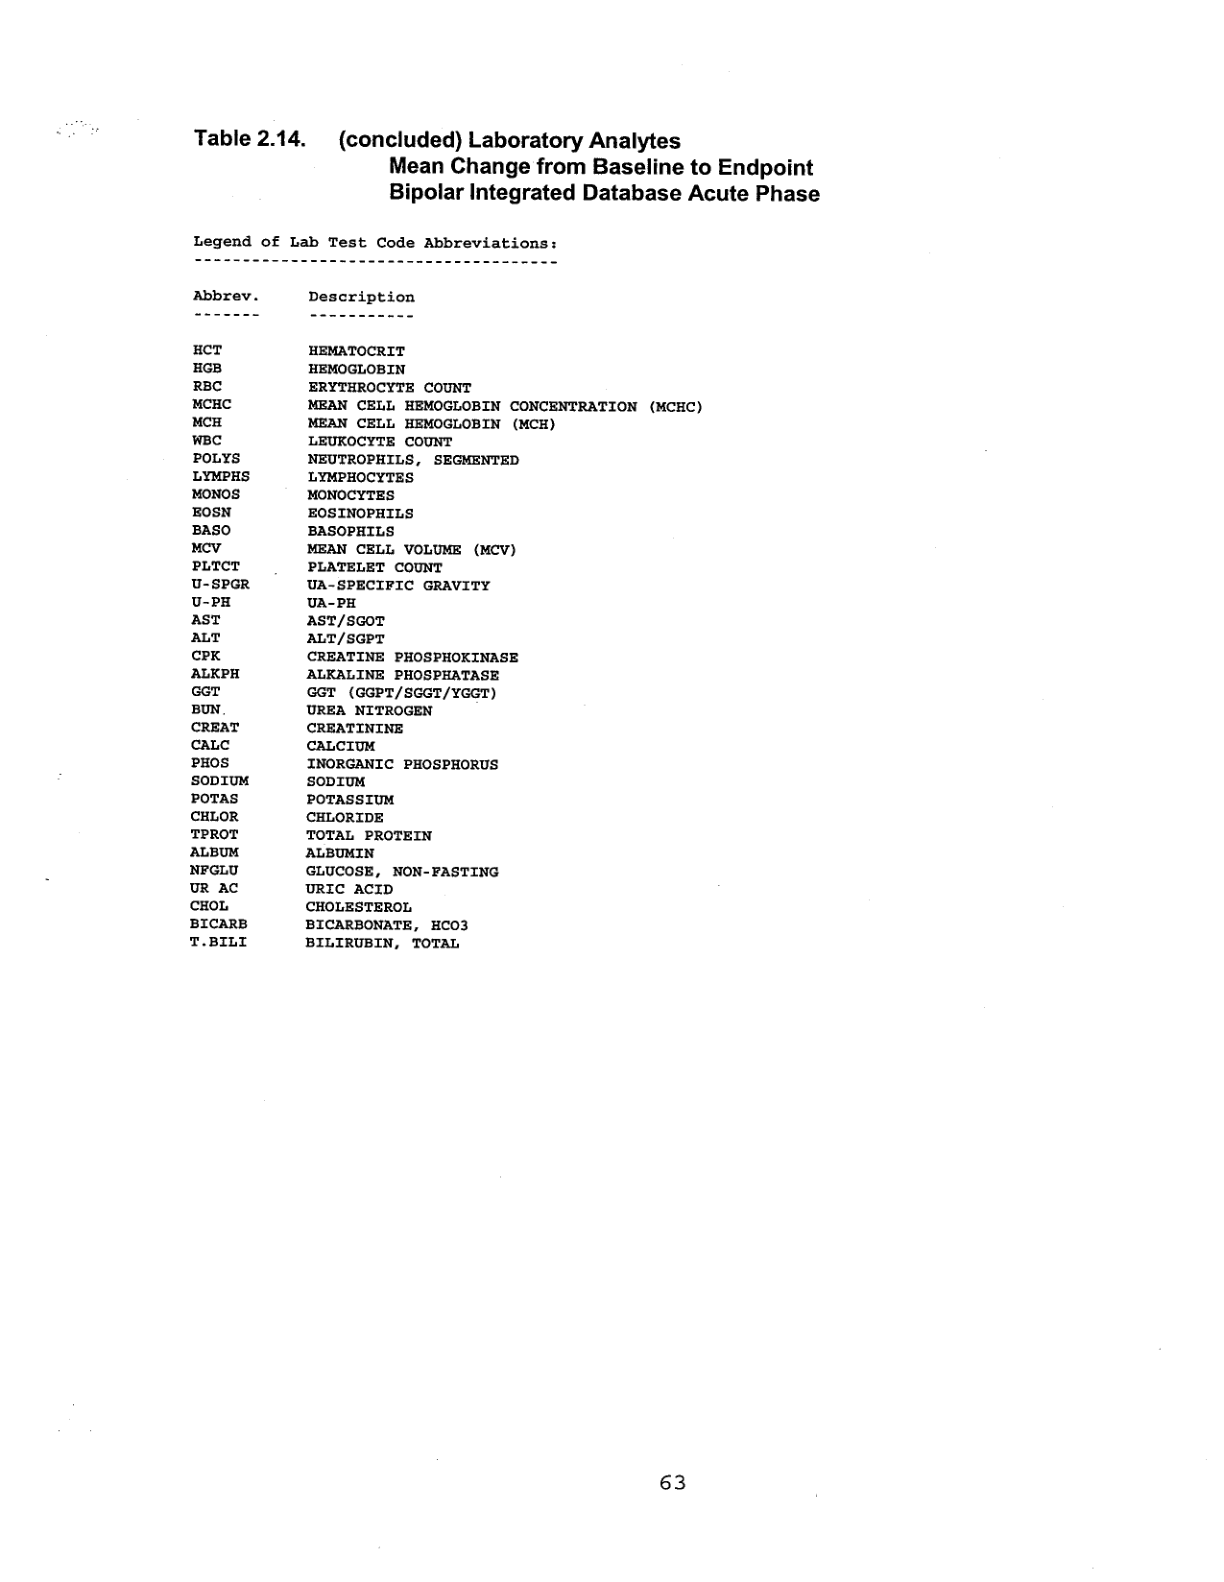 Table 2.14. (concluded) Laboratory Analytes
Mean Change from Baseline to Endpoint
Bipolar Integrated Database Acute Phase
Legend of Lab Test Code Abbreviations:
--------------------------------------
Abbrev. Description
------- -----------
HCT HEMATOCRIT
HGB HEMOGLOBIN
RBC ERYTHROCYTE COUNT
MCHC MEAN CELL HEMOGLOBIN CONCENTRATION (MCHC)
MCH MEAN CELL HEMOGLOBIN (MCH)
WBC LEUKOCYTE COUNT
POLYS NEUTROPHILS, SEGMENTED
LYMPHS LYMPHOCYTES
MONOS MONOCYTES
EOSN EOSINOPHILS
BASO BASOPHILS
MCV MEAN CELL VOLUME (MCV)
PLTCT PLATELET COUNT
U-SPGR UA-SPECIFIC GRAVITY
U-PH UA-PH
AST AST/SGOT
ALT ALT/SGPT
CPK CREATINE PHOSPHOKINASE
ALKPH ALKALINE PHOSPHATASE
GGT GGT (GGPT/SGGT/YGGT)
BUN UREA NITROGEN
CREAT CREATININE
CALC CALCIUM
PHOS INORGANIC PHOSPHORUS
SODIUM SODIUM
POTAS POTASSIUM
CHLOR CHLORIDE
TPROT TOTAL PROTEIN
ALBUM ALBUMIN
NFGLU GLUCOSE, NON-FASTING
UR AC URIC ACID
CHOL CHOLESTEROL
BICARB BICARBONATE, HCO3
T.BILI BILIRUBIN, TOTAL
63